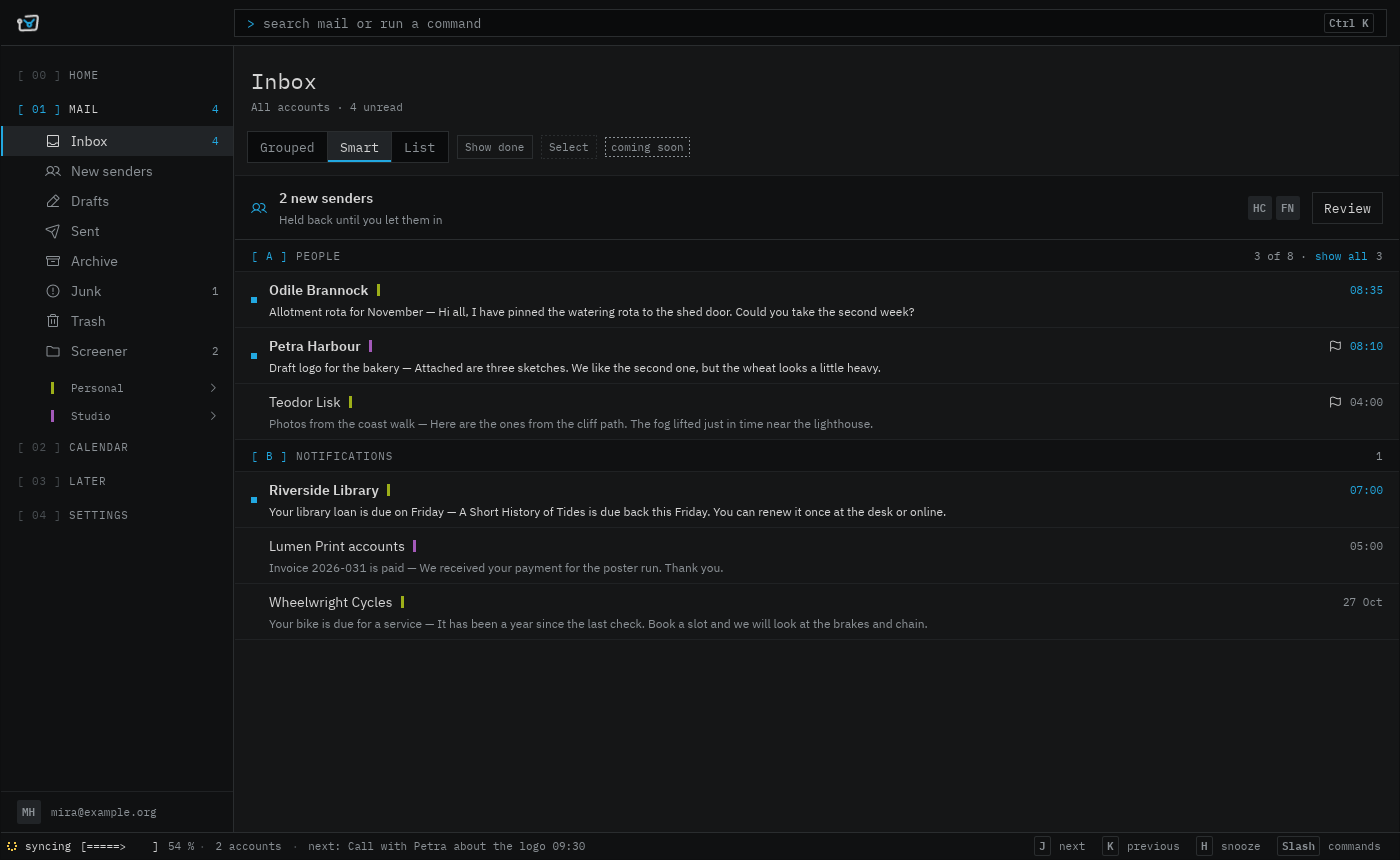 > search mail or run a command Ctrl K
[ 00 ] HOME
[ 01 ] MAIL 4
Inbox 4
New senders
Drafts
Sent
Archive
Junk 1
Trash
Screener 2
Personal
Studio
[ 02 ] CALENDAR
[ 03 ] LATER
[ 04 ] SETTINGS
MH mira@example.org
Inbox
All accounts · 4 unread
Grouped Smart List Show done Select coming soon
2 new senders
Held back until you let them in
HC FN Review
[ A ] PEOPLE 3 of 8 · show all 3
Odile Brannock 08:35
Allotment rota for November — Hi all, I have pinned the watering rota to the shed door. Could you take the second week?
Petra Harbour 08:10
Draft logo for the bakery — Attached are three sketches. We like the second one, but the wheat looks a little heavy.
Teodor Lisk 04:00
Photos from the coast walk — Here are the ones from the cliff path. The fog lifted just in time near the lighthouse.
[ B ] NOTIFICATIONS 1
Riverside Library 07:00
Your library loan is due on Friday — A Short History of Tides is due back this Friday. You can renew it once at the desk or online.
Lumen Print accounts 05:00
Invoice 2026-031 is paid — We received your payment for the poster run. Thank you.
Wheelwright Cycles 27 Oct
Your bike is due for a service — It has been a year since the last check. Book a slot and we will look at the brakes and chain.
syncing [=====> ] 54 % · 2 accounts · next: Call with Petra about the logo 09:30 J next K previous H snooze Slash commands